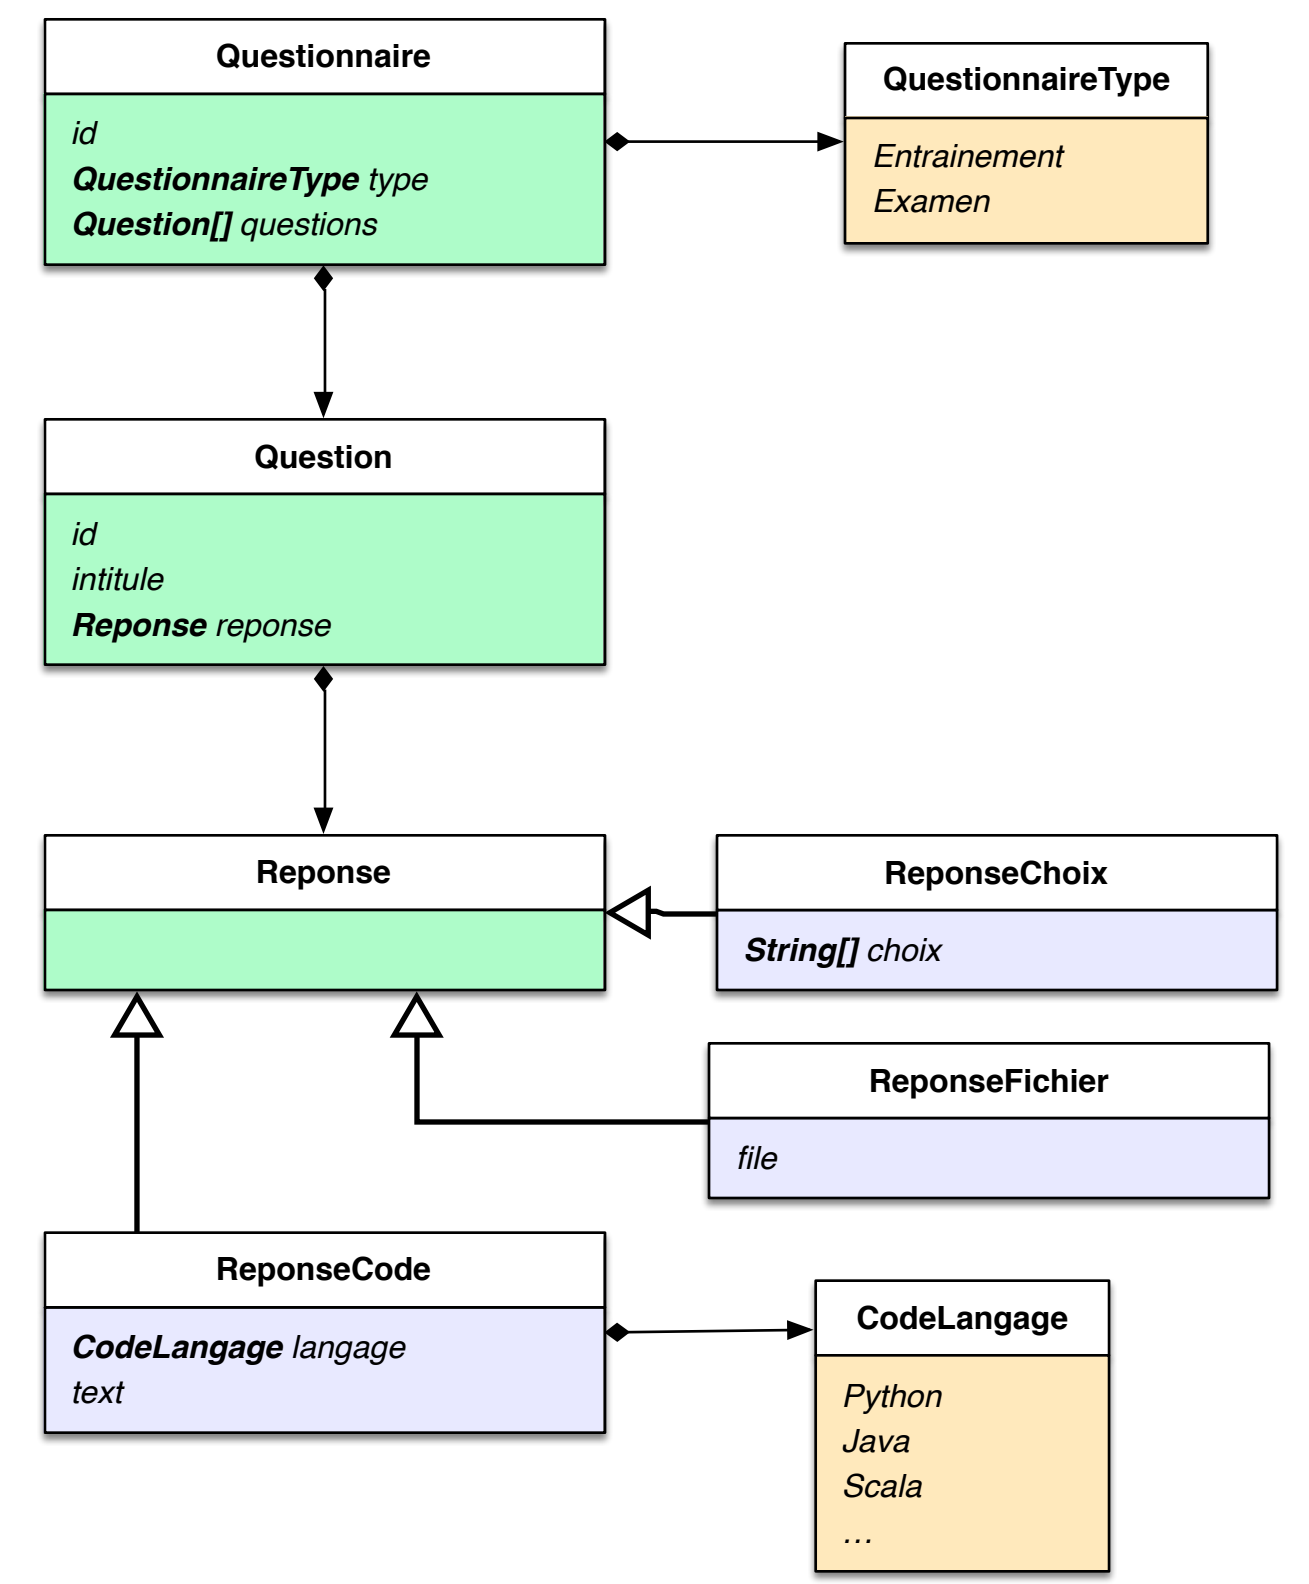 Questionnaire
id
QuestionnaireType type
Question[] questions
QuestionnaireType
Entrainement
Examen
Question
id
intitule
Reponse reponse
Reponse
ReponseChoix
String[] choix
ReponseFichier
file
ReponseCode
CodeLangage langage
text
CodeLangage
Python
Java
Scala
…